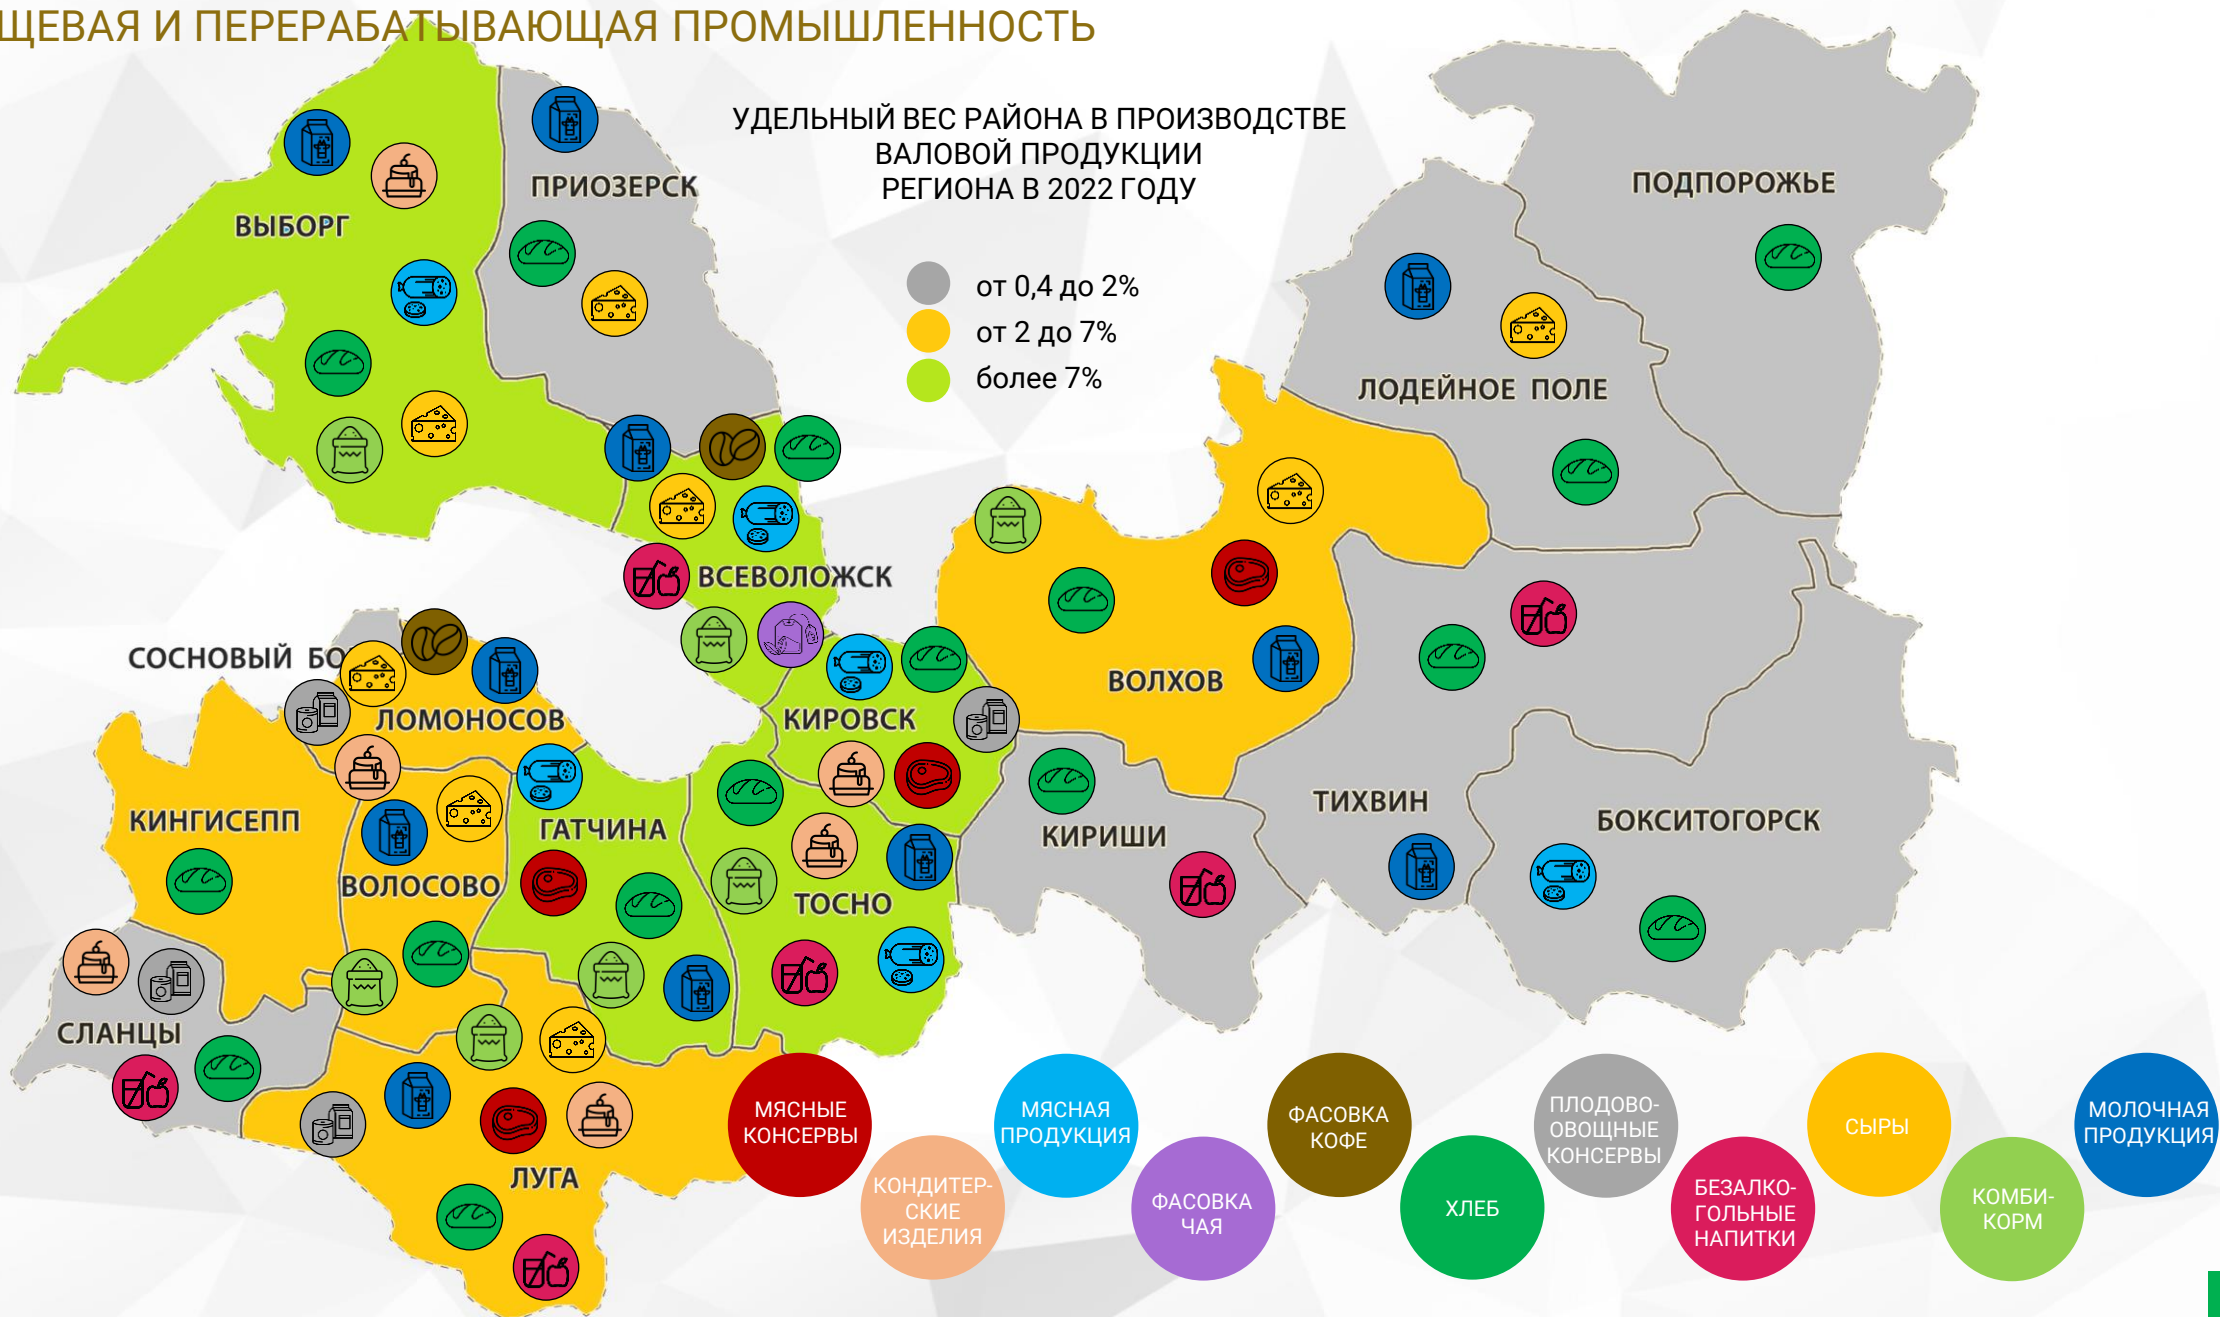 ЩЕВАЯ И ПЕРЕРАБАТЫВАЮЩАЯ ПРОМЫШЛЕННОСТЬ
УДЕЛЬНЫЙ ВЕС РАЙОНА В ПРОИЗВОДСТВЕ
ВАЛОВОЙ ПРОДУКЦИИ
РЕГИОНА В 2022 ГОДУ
от 0,4 до 2%
от 2 до 7%
более 7%
ВЫБОРГ
ПРИОЗЕРСК
ПОДПОРОЖЬЕ
ЛОДЕЙНОЕ ПОЛЕ
ВСЕВОЛОЖСК
СОСНОВЫЙ БО
ЛОМОНОСОВ
КИРОВСК
ВОЛХОВ
КИНГИСЕПП
ГАТЧИНА
ВОЛОСОВО
ТОСНО
КИРИШИ
ТИХВИН
БОКСИТОГОРСК
СЛАНЦЫ
ЛУГА
МЯСНЫЕ
КОНСЕРВЫ
КОНДИТЕР-
СКИЕ
ИЗДЕЛИЯ
МЯСНАЯ
ПРОДУКЦИЯ
ФАСОВКА
ЧАЯ
ФАСОВКА
КОФЕ
ХЛЕБ
ПЛОДОВО-
ОВОЩНЫЕ
КОНСЕРВЫ
БЕЗАЛКО-
ГОЛЬНЫЕ
НАПИТКИ
СЫРЫ
КОМБИ-
КОРМ
МОЛОЧНАЯ
ПРОДУКЦИЯ